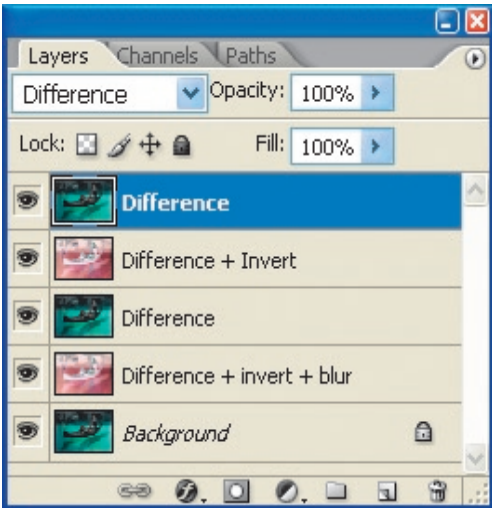 Layers Channels Paths
Difference Opacity: 100%
Lock: Fill: 100%
Difference
Difference + Invert
Difference
Difference + invert + blur
Background